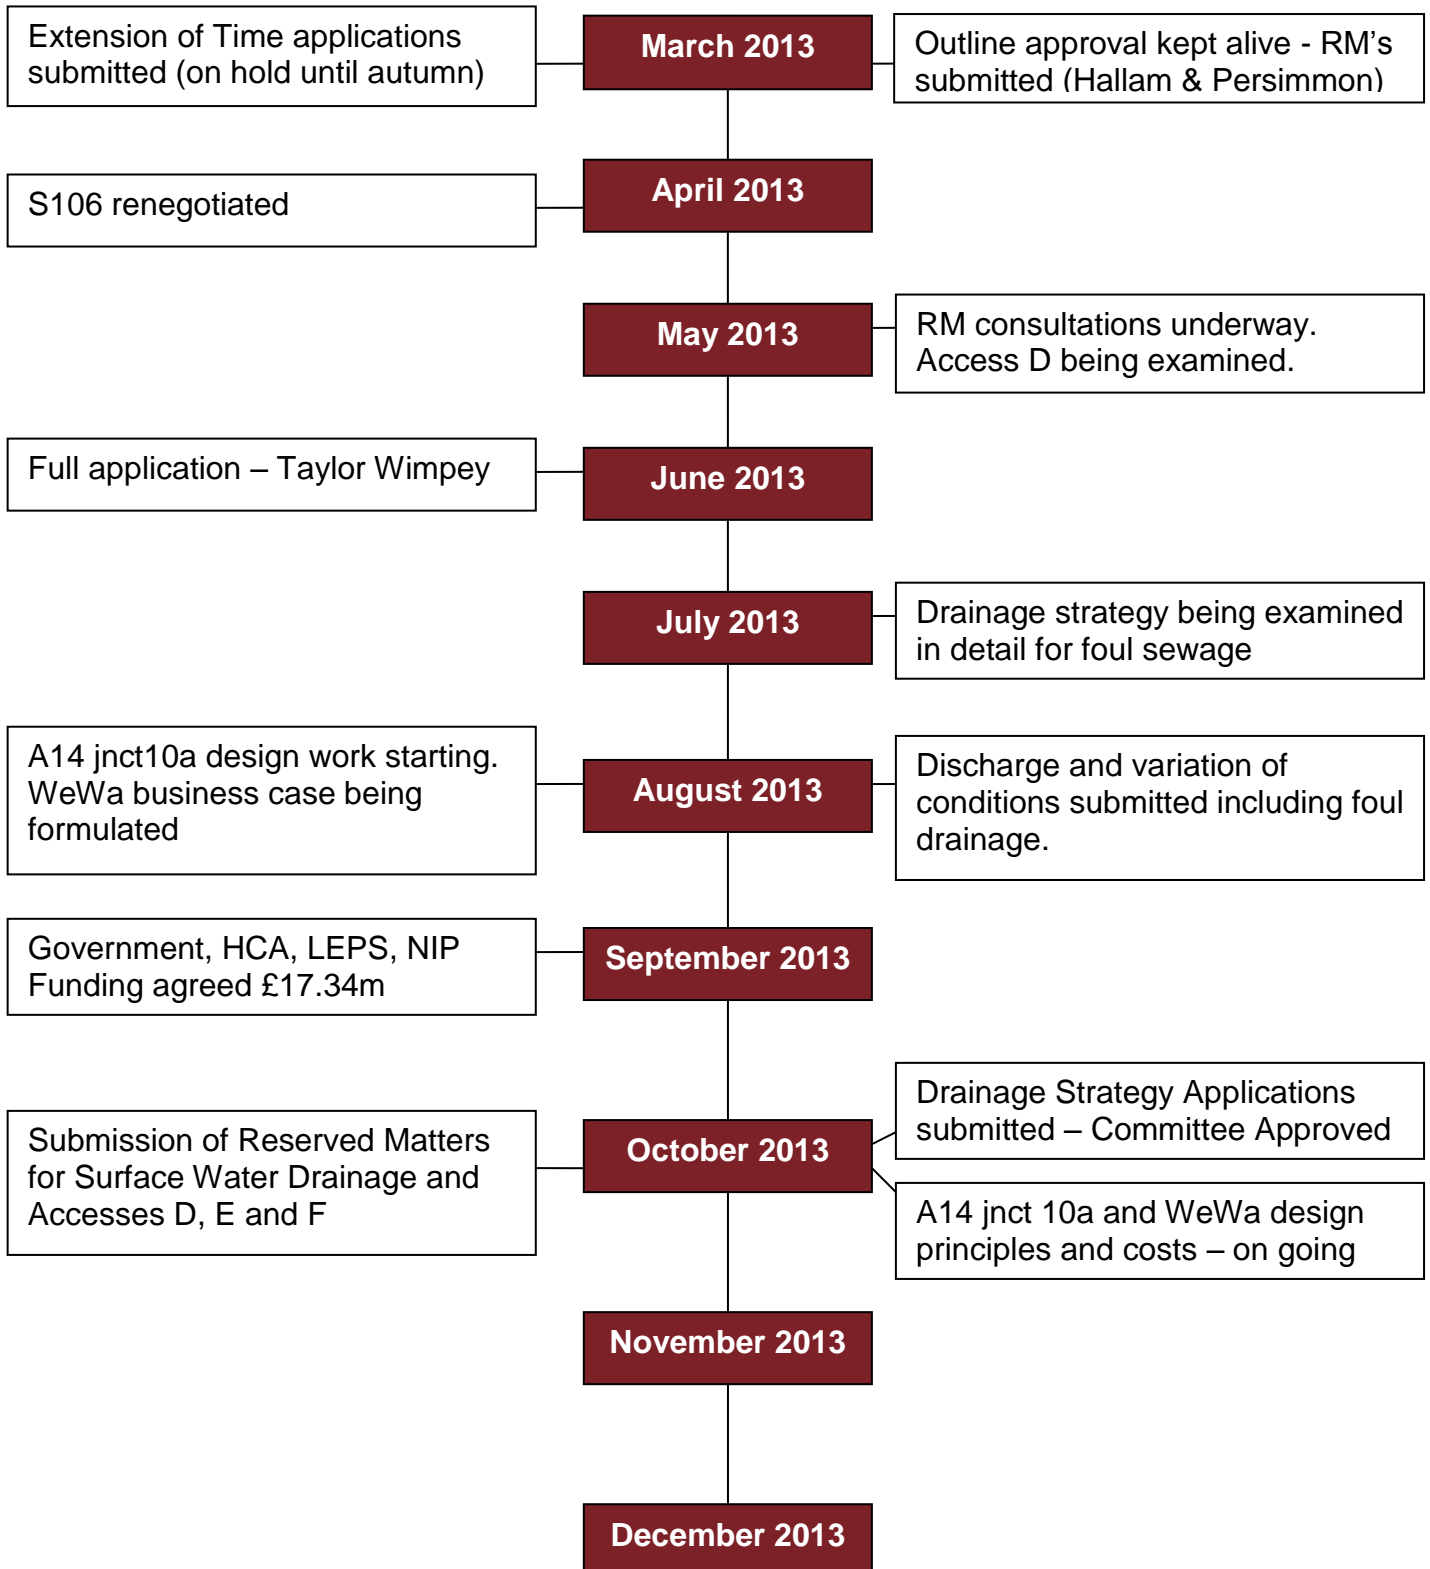 Extension of Time applications
submitted (on hold until autumn)
March 2013
Outline approval kept alive - RM's
submitted (Hallam & Persimmon)
S106 renegotiated
April 2013
May 2013
RM consultations underway.
Access D being examined.
Full application – Taylor Wimpey
June 2013
July 2013
Drainage strategy being examined
in detail for foul sewage
A14 jnct10a design work starting.
WeWa business case being
formulated
August 2013
Discharge and variation of
conditions submitted including foul
drainage.
Government, HCA, LEPS, NIP
Funding agreed £17.34m
September 2013
Submission of Reserved Matters
for Surface Water Drainage and
Accesses D, E and F
October 2013
Drainage Strategy Applications
submitted – Committee Approved
A14 jnct 10a and WeWa design
principles and costs – on going
November 2013
December 2013